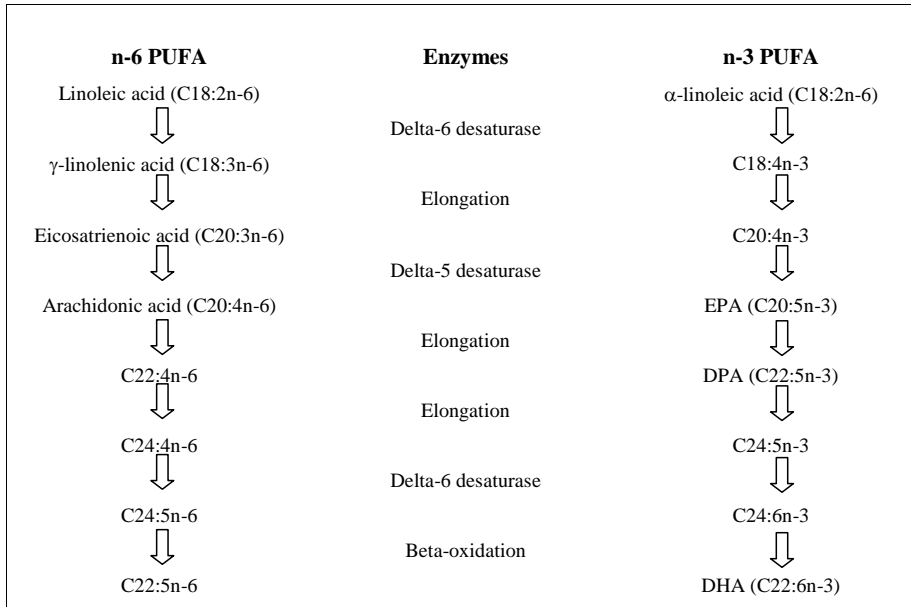 n-6 PUFA Enzymes n-3 PUFA
Linoleic acid (C18:2n-6) α-linoleic acid (C18:2n-6)
Delta-6 desaturase
γ-linolenic acid (C18:3n-6) C18:4n-3
Elongation
Eicosatrienoic acid (C20:3n-6) C20:4n-3
Delta-5 desaturase
Arachidonic acid (C20:4n-6) EPA (C20:5n-3)
Elongation
C22:4n-6 DPA (C22:5n-3)
Elongation
C24:4n-6 C24:5n-3
Delta-6 desaturase
C24:5n-6 C24:6n-3
Beta-oxidation
C22:5n-6 DHA (C22:6n-3)